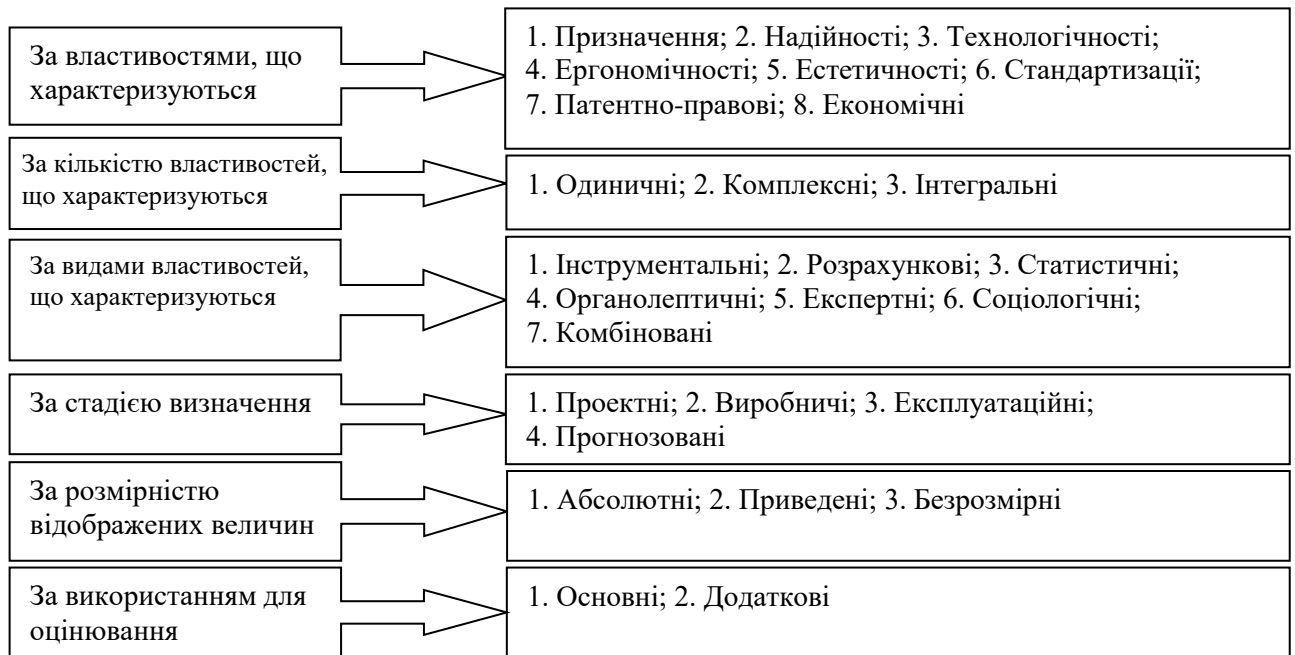 За властивостями, що
характеризуються
1. Призначення; 2. Надійності; 3. Технологічності;
4. Ергономічності; 5. Естетичності; 6. Стандартизації;
7. Патентно-правові; 8. Економічні
За кількістю властивостей,
що характеризуються
1. Одиничні; 2. Комплексні; 3. Інтегральні
За видами властивостей,
що характеризуються
1. Інструментальні; 2. Розрахункові; 3. Статистичні;
4. Органолептичні; 5. Експертні; 6. Соціологічні;
7. Комбіновані
За стадією визначення
1. Проектні; 2. Виробничі; 3. Експлуатаційні;
4. Прогнозовані
За розмірністю
відображених величин
1. Абсолютні; 2. Приведені; 3. Безрозмірні
За використанням для
оцінювання
1. Основні; 2. Додаткові